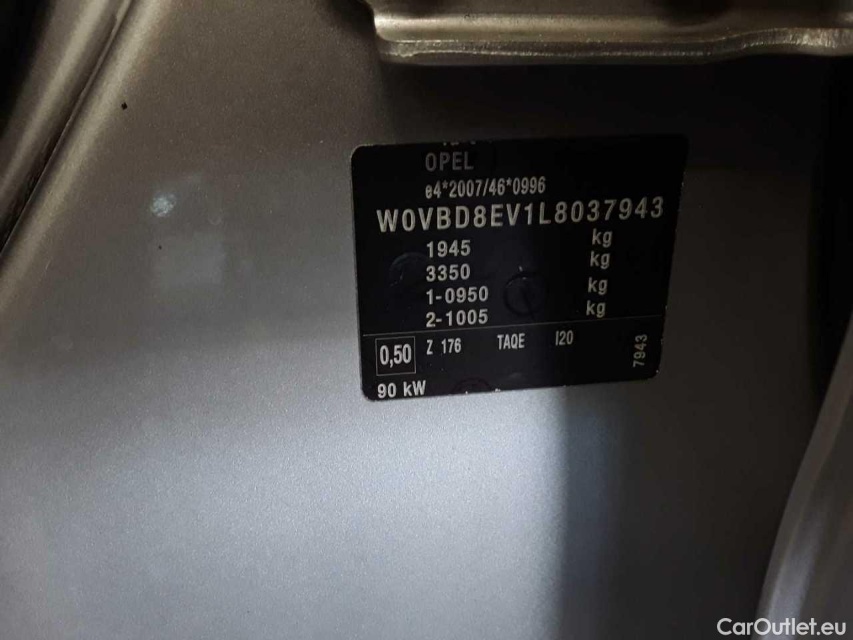 OPEL
e4*2007/46*0996
W0VBD8EV1L8037943
1945 kg
3350 kg
1-0950 kg
2-1005 kg
0,50 Z 176 TAQE I20 7943
90 kW
CarOutlet.eu